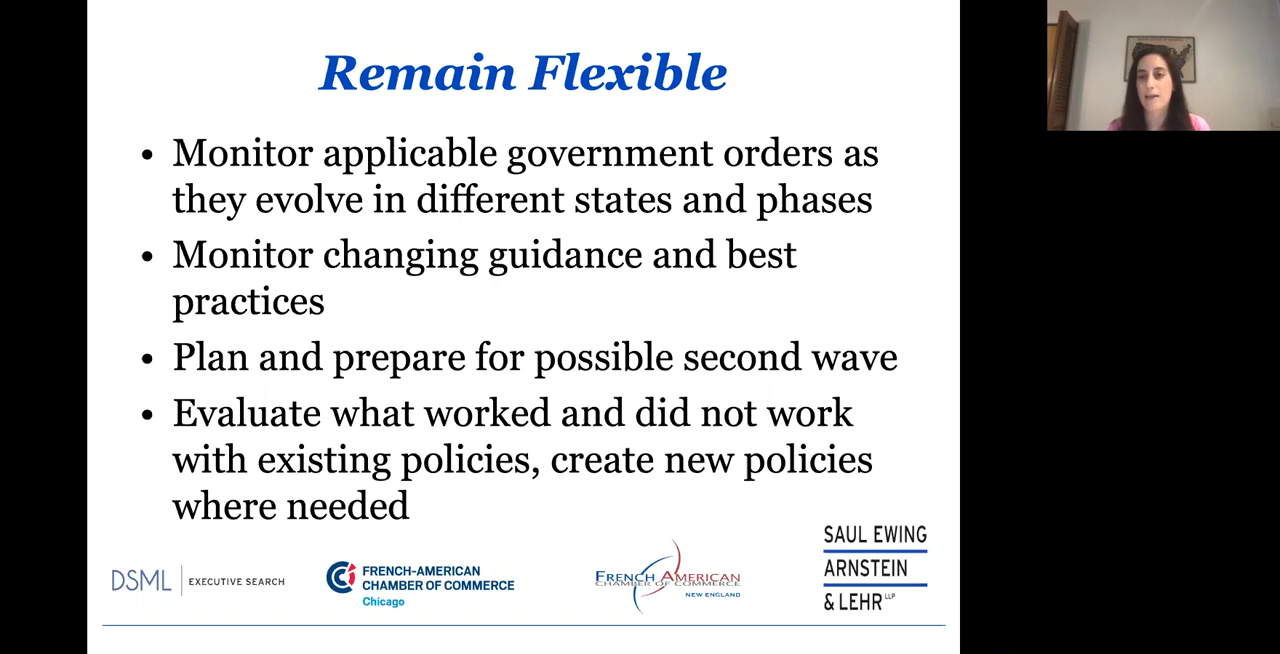 Remain Flexible
• Monitor applicable government orders as
they evolve in different states and phases
• Monitor changing guidance and best
practices
• Plan and prepare for possible second wave
• Evaluate what worked and did not work
with existing policies, create new policies
where needed
DSML EXECUTIVE SEARCH
FRENCH-AMERICAN
CHAMBER OF COMMERCE
Chicago
FRENCH AMERICAN
CHAMBER OF COMMERCE
NEW ENGLAND
SAUL EWING
ARNSTEIN
& LEHR LLP